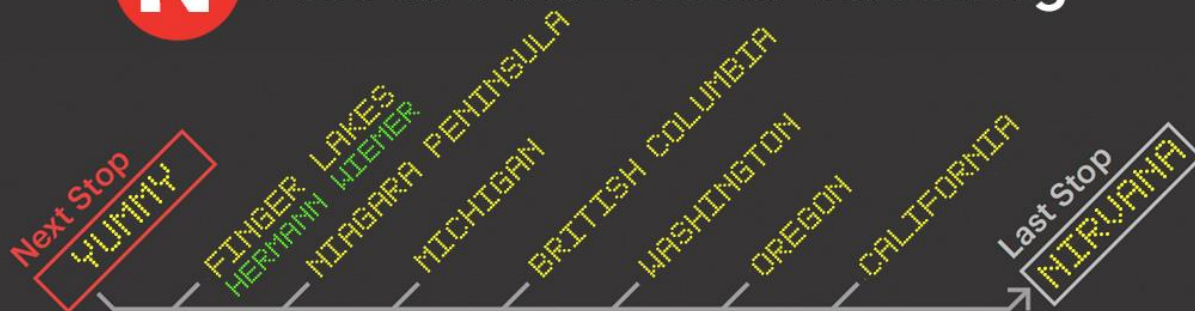 N
Next Stop
YUMMY
FINGER LAKES
HERMANN WIEMER
NIAGARA PENINSULA
MICHIGAN
BRITISH COLUMBIA
WASHINGTON
OREGON
CALIFORNIA
Last Stop
NIRVANA